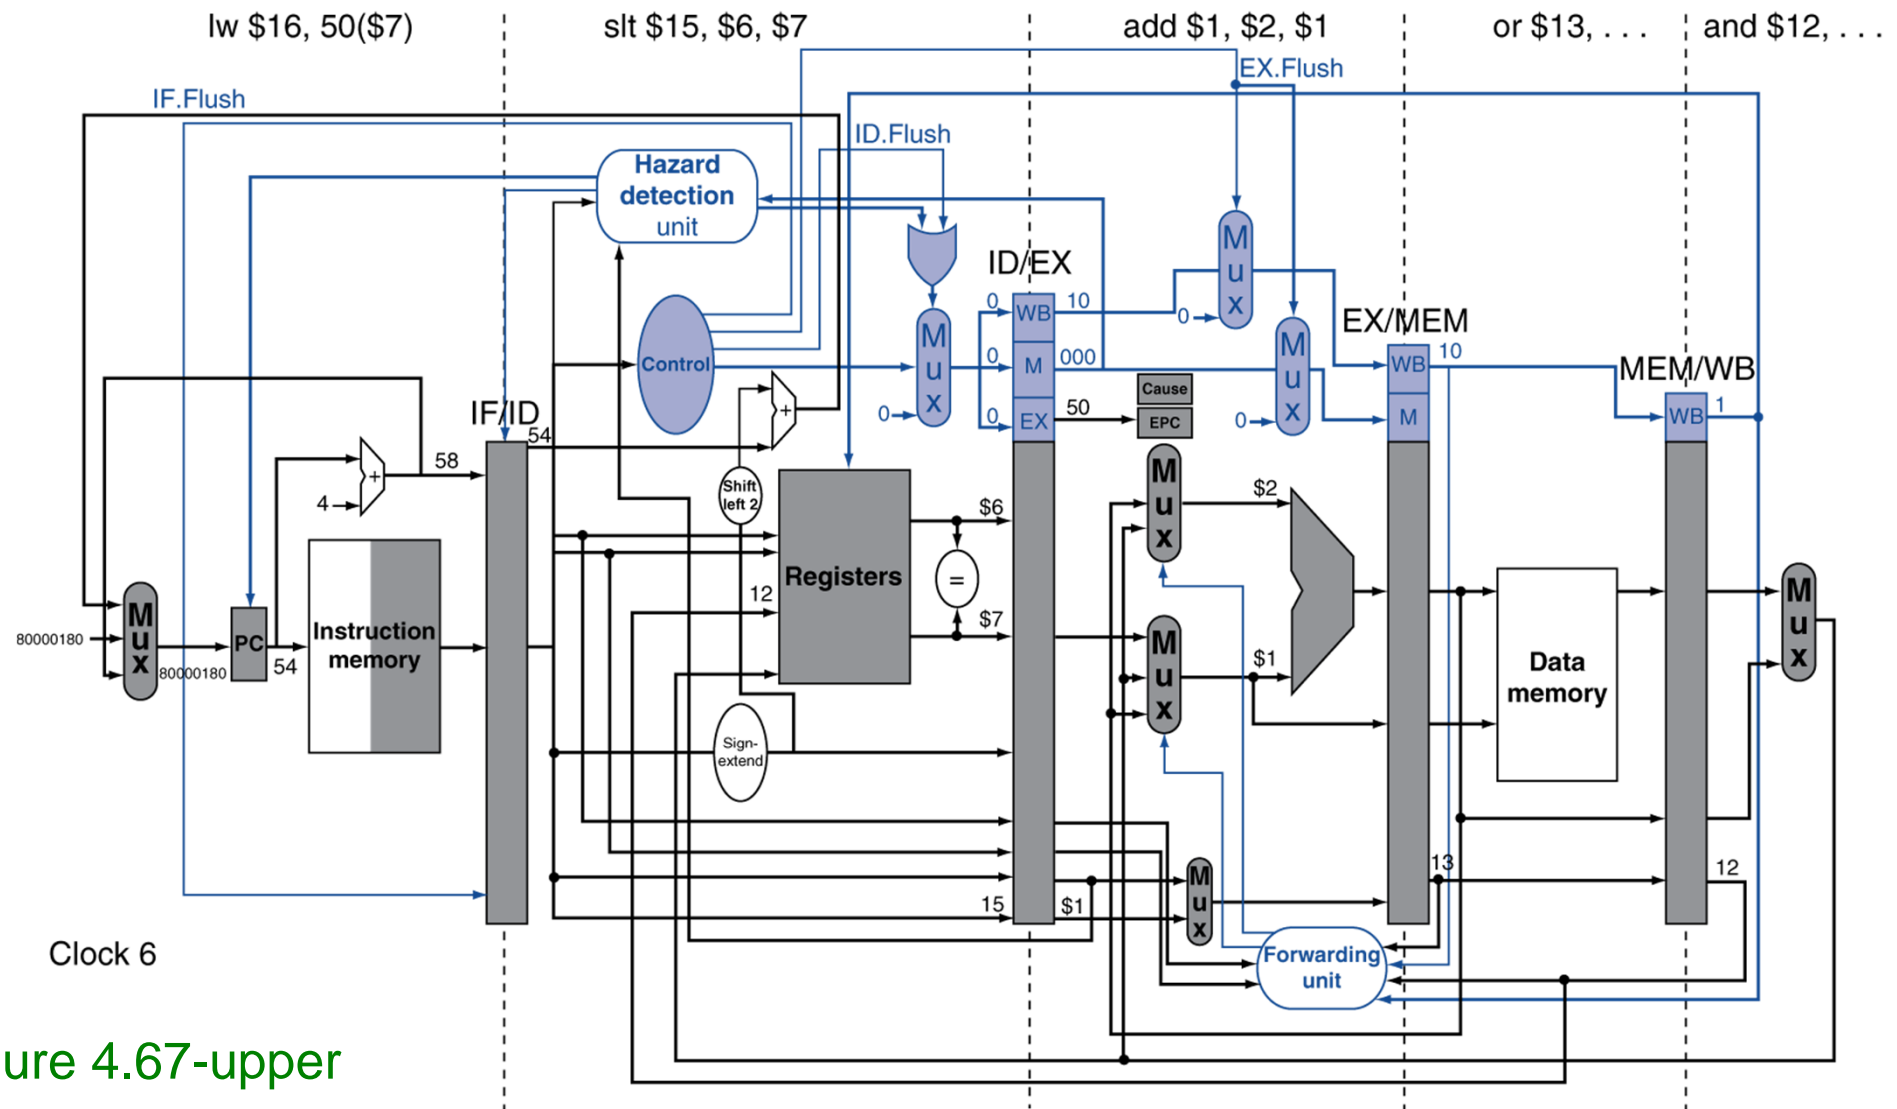 lw $16, 50($7)
slt $15, $6, $7
add $1, $2, $1
or $13, . . .
and $12, . . .
EX.Flush
IF.Flush
ID.Flush
Hazard
detection
unit
M
u
x
0
ID/EX
0
WB
10
0
M
000
0
EX
50
Control
M
u
x
0
M
u
x
0
Cause
EPC
EX/MEM
WB
10
M
MEM/WB
WB
1
IF/ID
54
+
58
+
4
Shift
left 2
Registers
12
$6
=
$7
M
u
x
$2
M
u
x
$1
80000180
M
u
x
80000180
PC
54
Instruction
memory
Sign-
extend
Data
memory
M
u
x
15
$1
M
u
x
13
12
Forwarding
unit
Clock 6
ure 4.67-upper